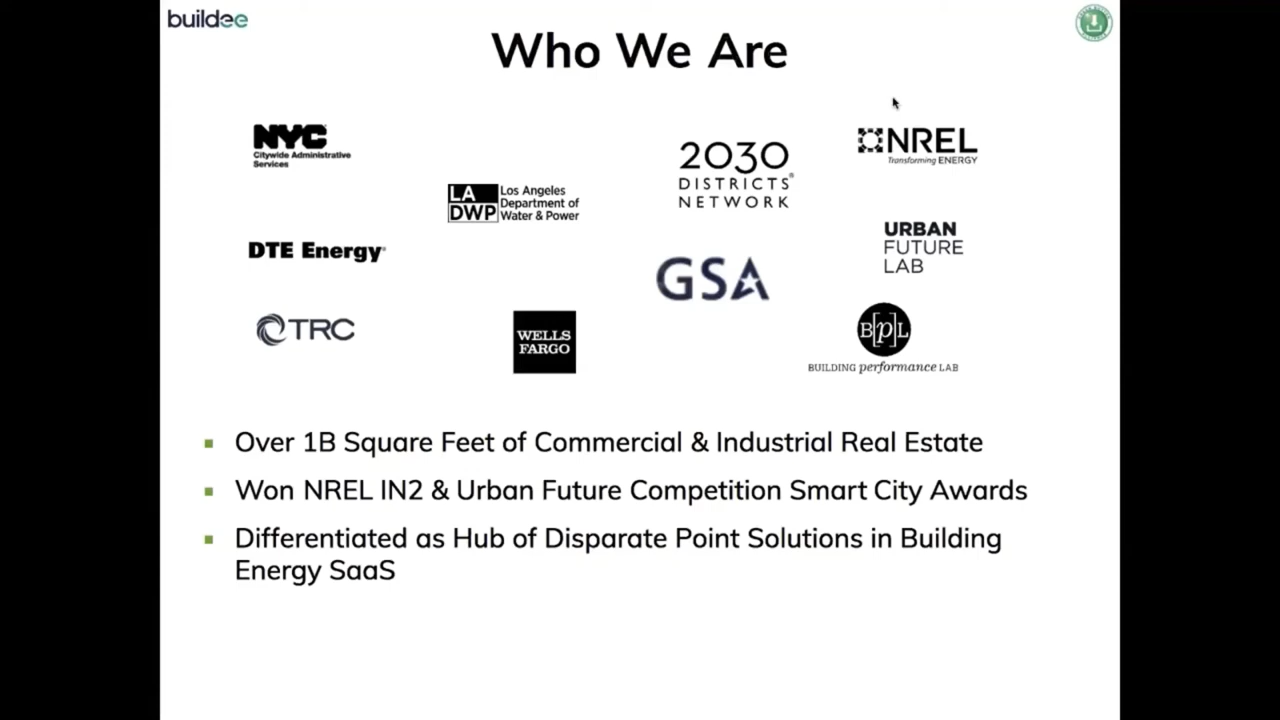 buildee
Who We Are
NYC
Citywide Administrative
Services
LA
DWP
Los Angeles
Department of
Water & Power
2030
DISTRICTS
NETWORK
NREL
Transforming ENERGY
DTE Energy®
GSA
URBAN
FUTURE
LAB
TRC
WELLS
FARGO
B[p]L
BUILDING performance LAB
▪ Over 1B Square Feet of Commercial & Industrial Real Estate
▪ Won NREL IN2 & Urban Future Competition Smart City Awards
▪ Differentiated as Hub of Disparate Point Solutions in Building
Energy SaaS